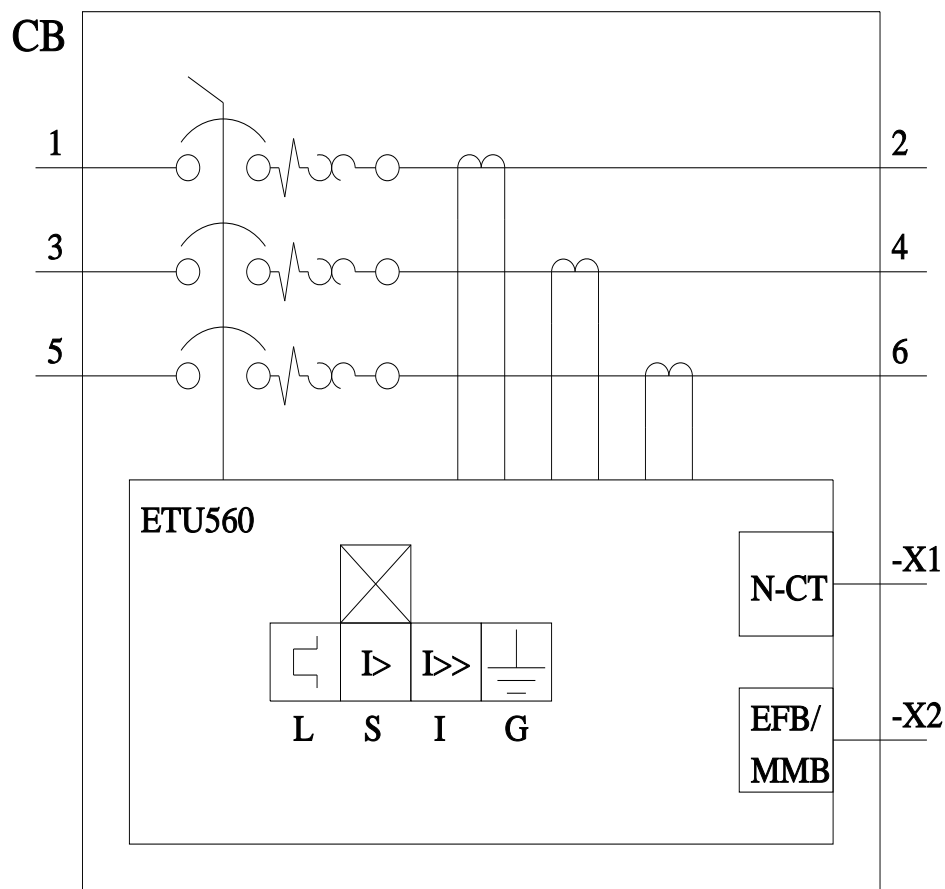 CB
1 2
3 4
5 6
ETU560
N-CT -X1
I> I>>
L S I G
EFB/ -X2
MMB